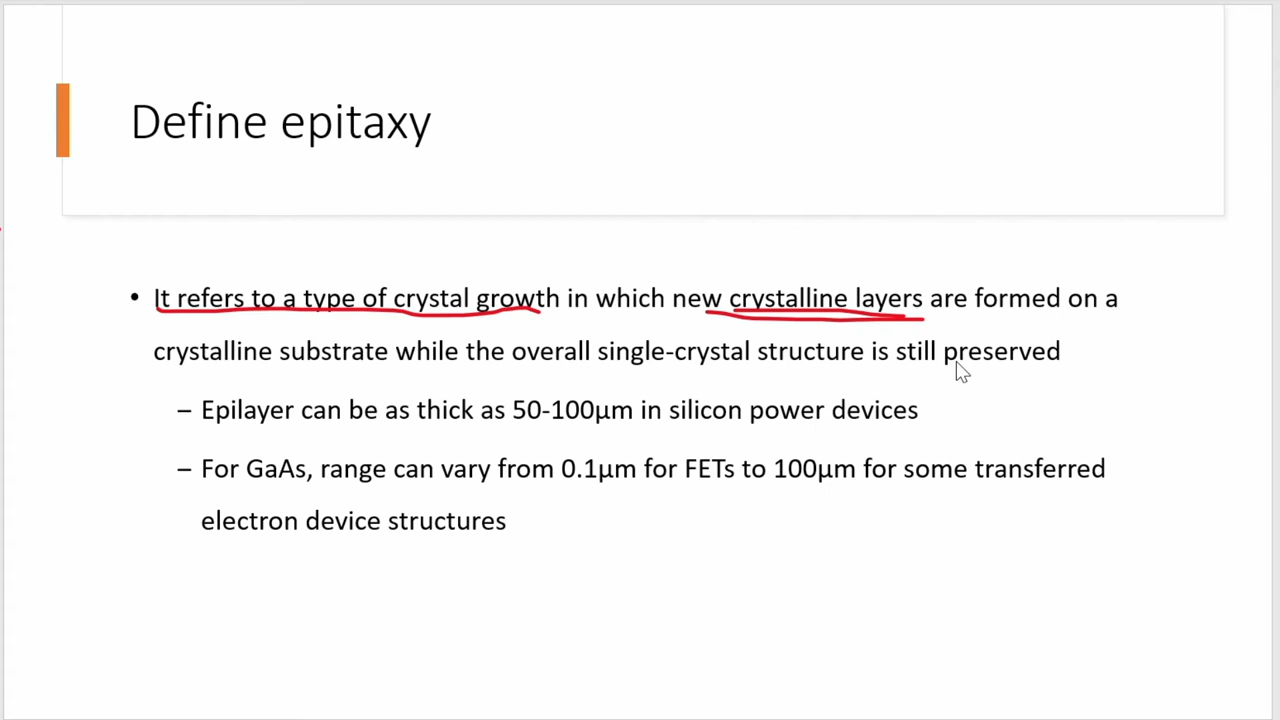 Define epitaxy
• It refers to a type of crystal growth in which new crystalline layers are formed on a
crystalline substrate while the overall single-crystal structure is still preserved
– Epilayer can be as thick as 50-100µm in silicon power devices
– For GaAs, range can vary from 0.1µm for FETs to 100µm for some transferred
electron device structures